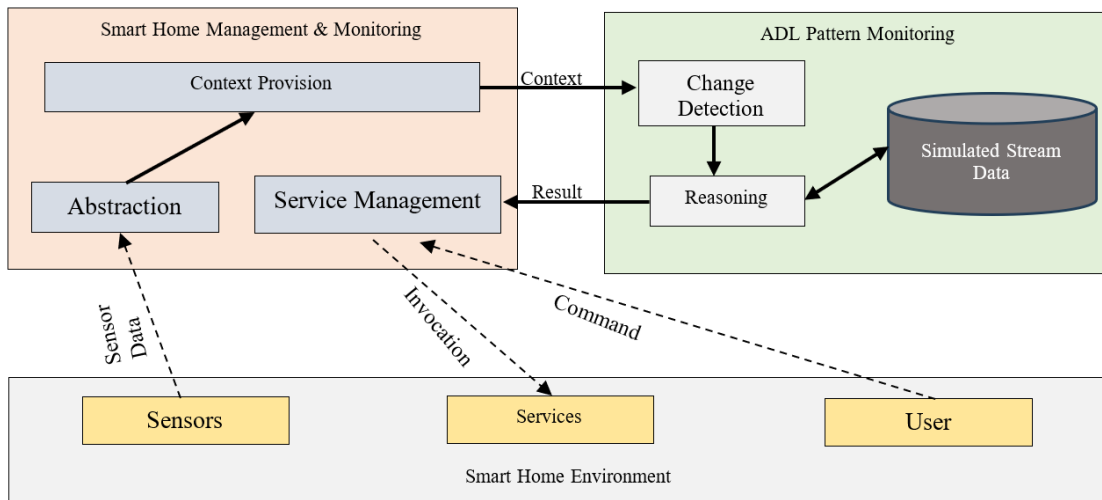 Smart Home Management & Monitoring
ADL Pattern Monitoring
Context Provision
Context
Change
Detection
Simulated Stream
Data
Abstraction
Service Management
Result
Reasoning
Sensor
Data
Invocation
Command
Sensors
Services
User
Smart Home Environment